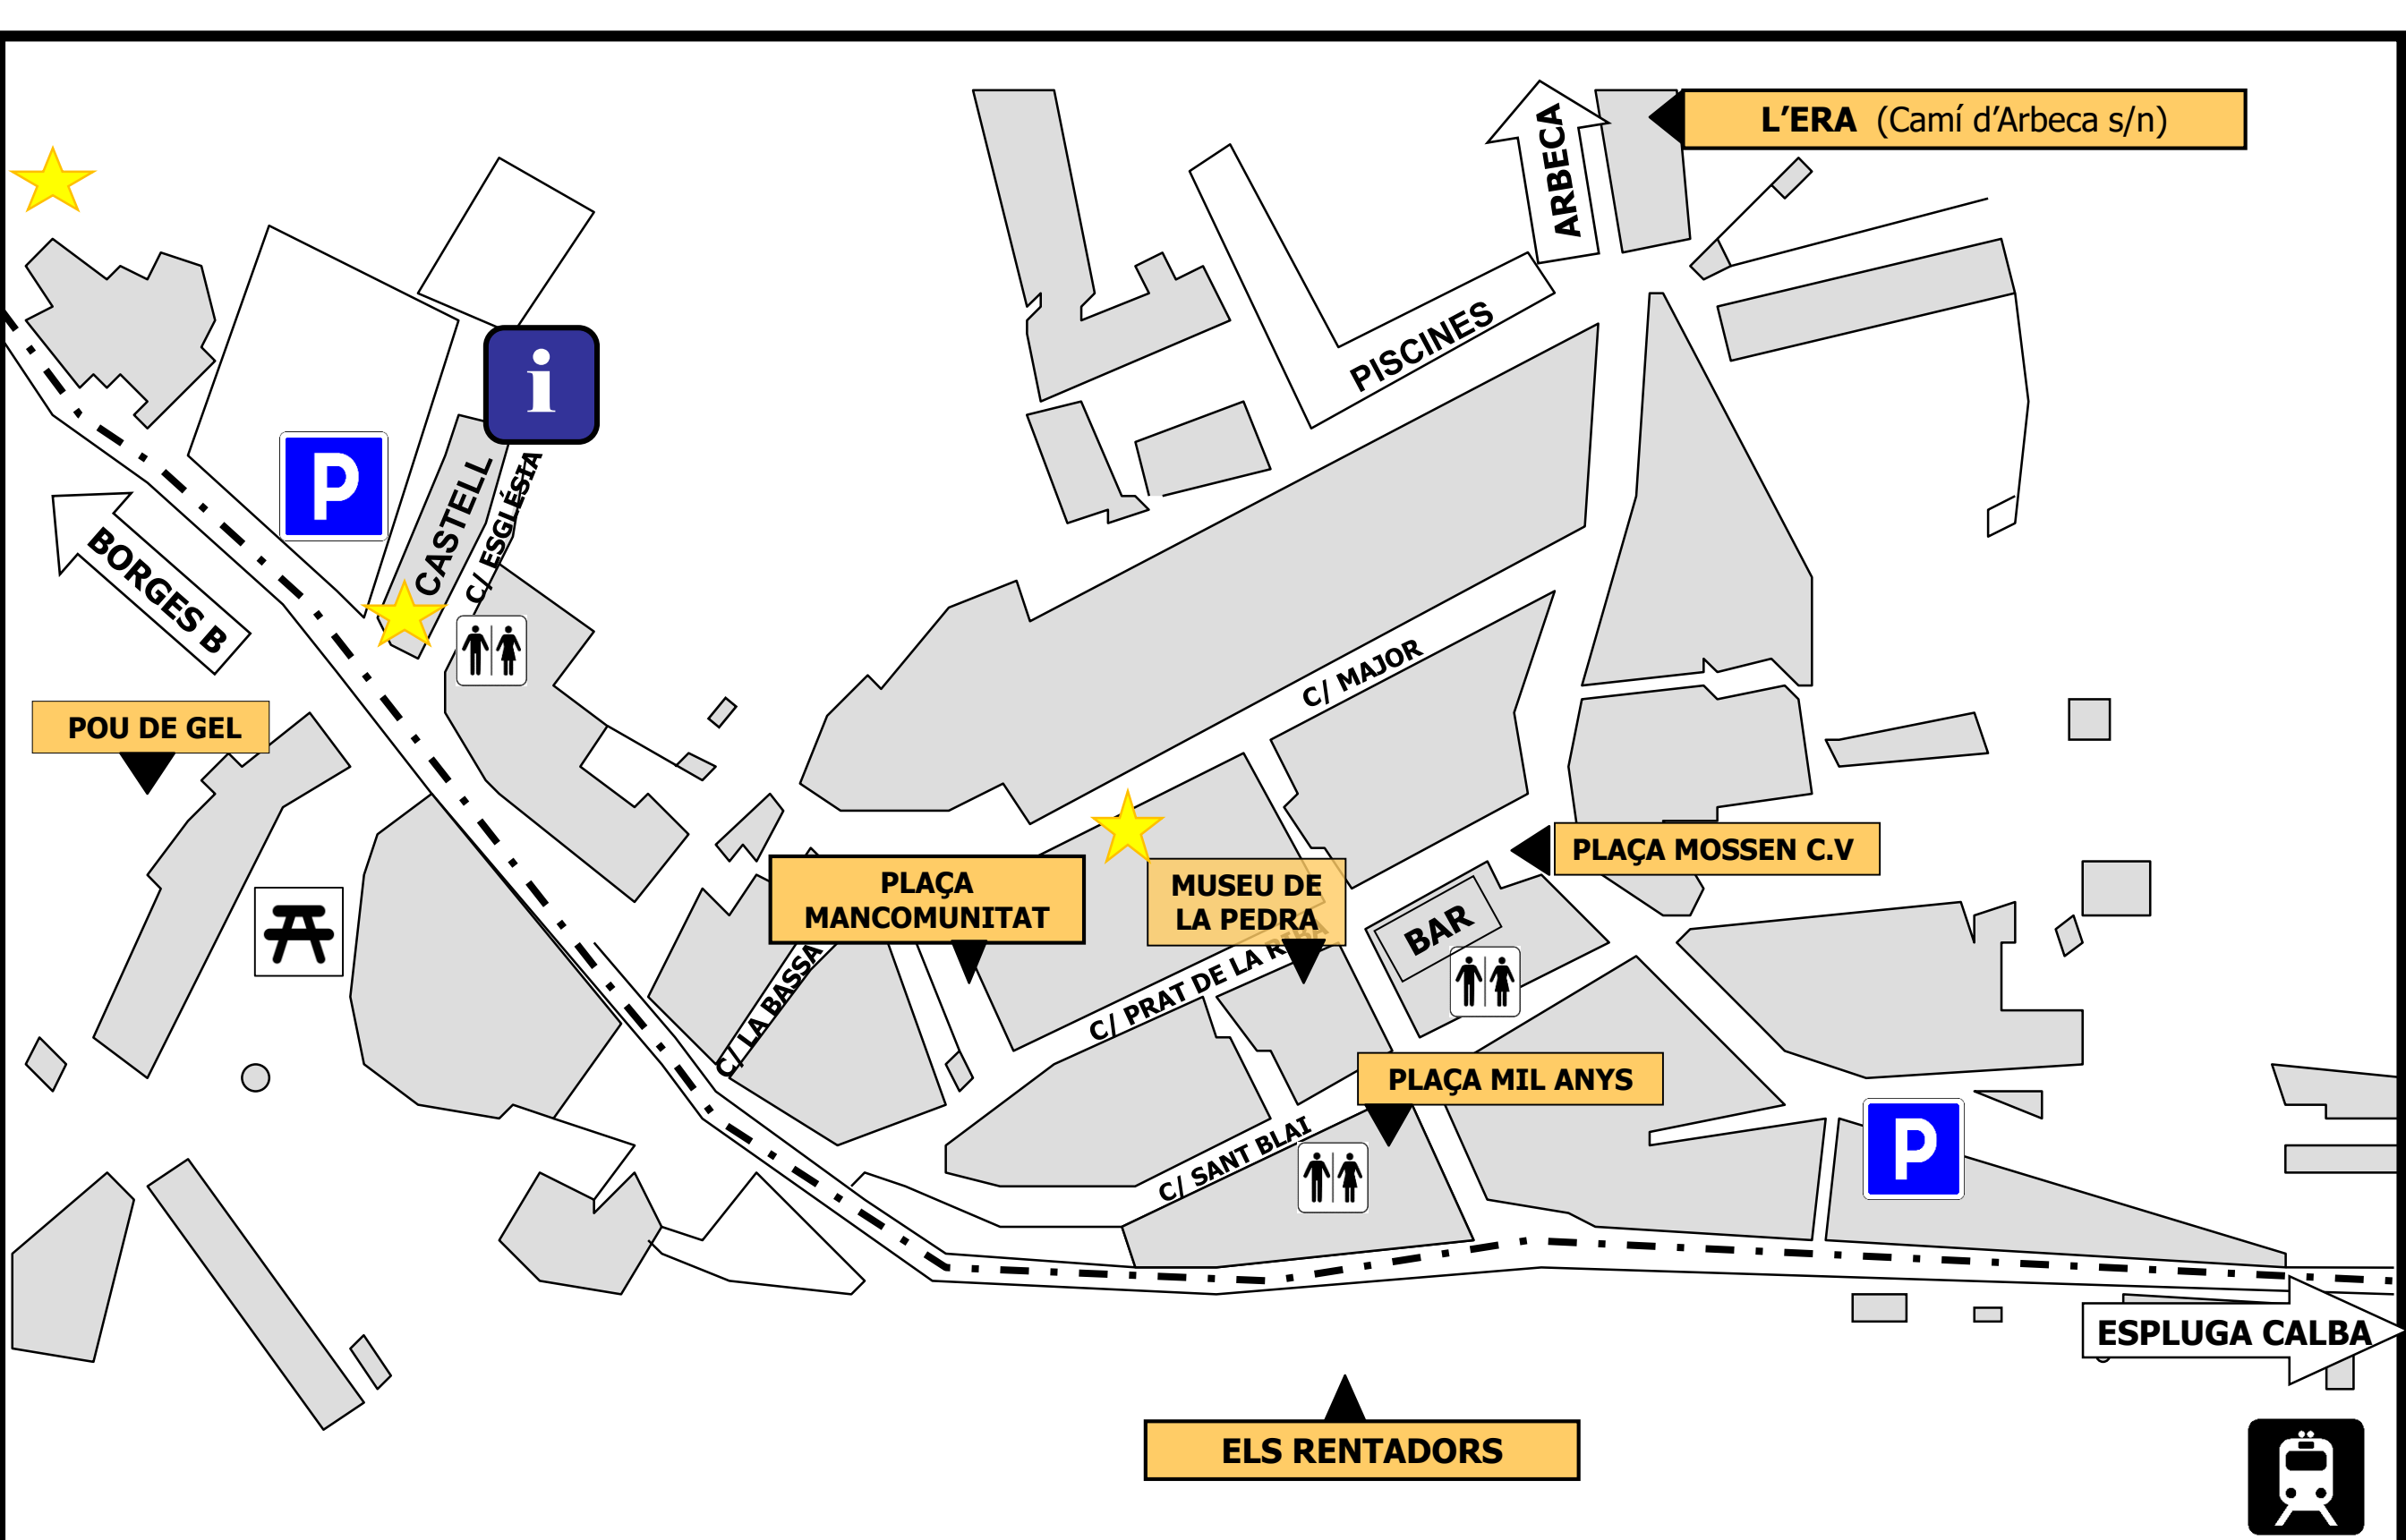 L'ERA (Camí d'Arbeca s/n)
ARBECA
PISCINES
i
P
CASTELL
C/ ESGLÉSIA
BORGES B
C/ MAJOR
POU DE GEL
PLAÇA MOSSEN C.V
PLAÇA
MANCOMUNITAT
MUSEU DE
LA PEDRA
BAR
C/ LA BASSA
C/ PRAT DE LA RIBA
PLAÇA MIL ANYS
C/ SANT BLAI
P
ESPLUGA CALBA
ELS RENTADORS